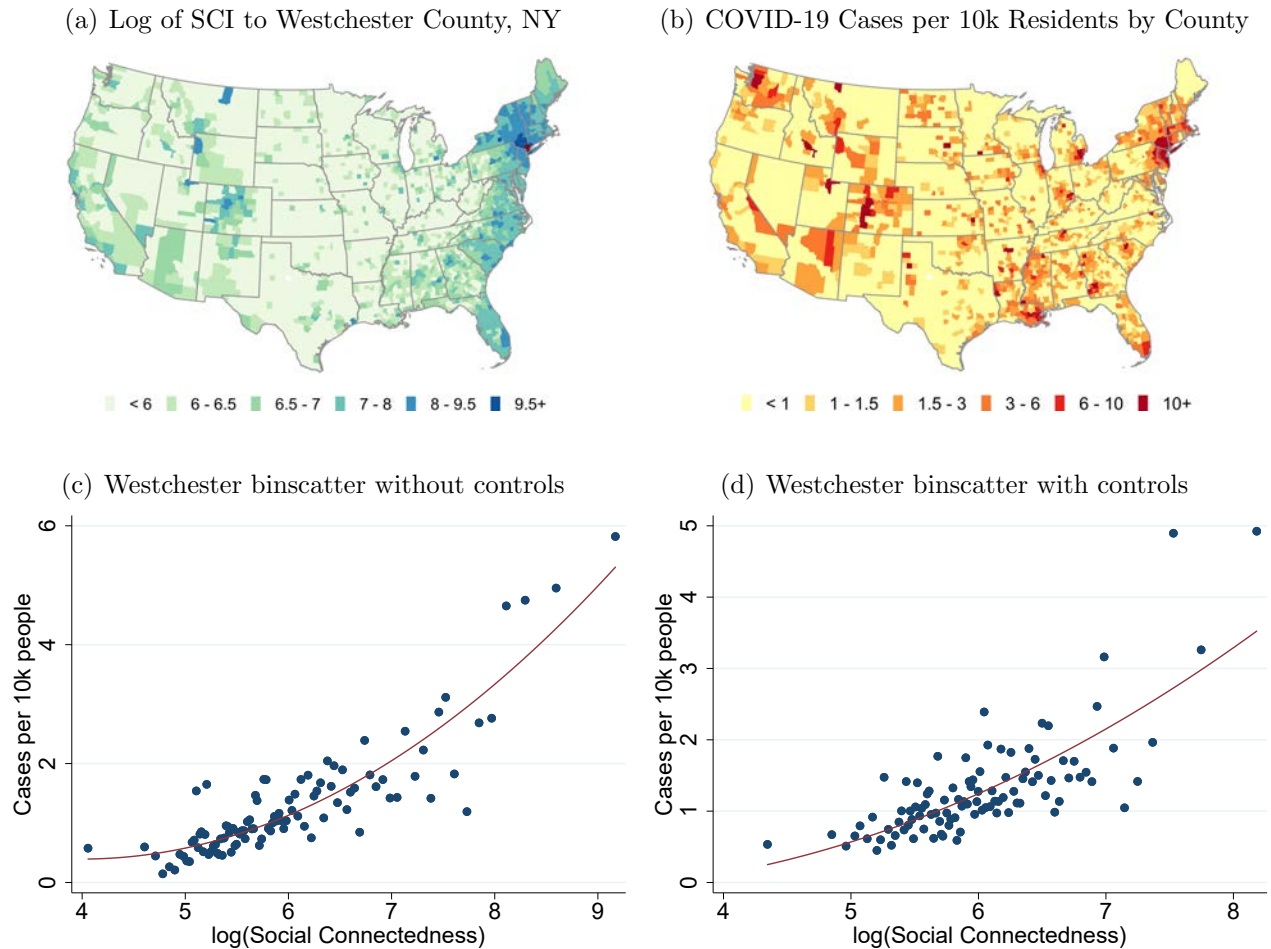 (a) Log of SCI to Westchester County, NY
(b) COVID-19 Cases per 10k Residents by County
< 6 6 - 6.5 6.5 - 7 7 - 8 8 - 9.5 9.5+
< 1 1 - 1.5 1.5 - 3 3 - 6 6 - 10 10+
(c) Westchester binscatter without controls
Cases per 10k people
6
4
2
0
4 5 6 7 8 9
log(Social Connectedness)
(d) Westchester binscatter with controls
Cases per 10k people
5
4
3
2
1
0
4 5 6 7 8
log(Social Connectedness)